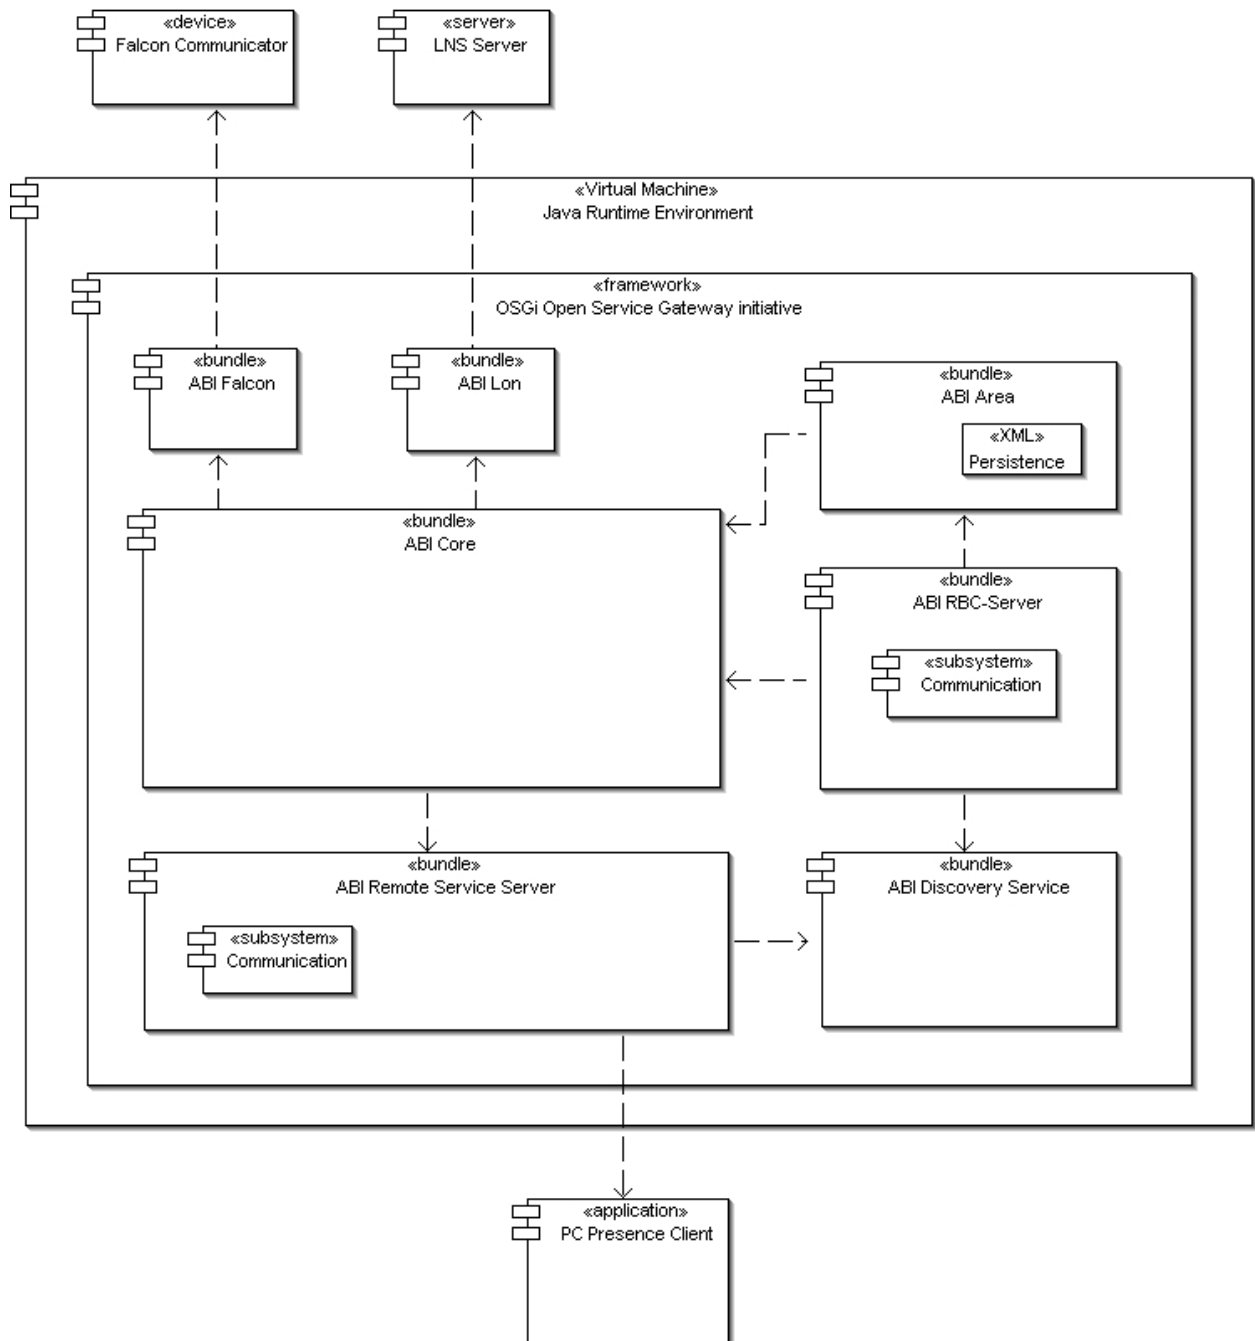 «device»
Falcon Communicator
«server»
LNS Server
«Virtual Machine»
Java Runtime Environment
«framework»
OSGi Open Service Gateway initiative
«bundle»
ABI Falcon
«bundle»
ABI Lon
«bundle»
ABI Area
«XML»
Persistence
«bundle»
ABI Core
«bundle»
ABI RBC-Server
«subsystem»
Communication
«bundle»
ABI Remote Service Server
«subsystem»
Communication
«bundle»
ABI Discovery Service
«application»
PC Presence Client